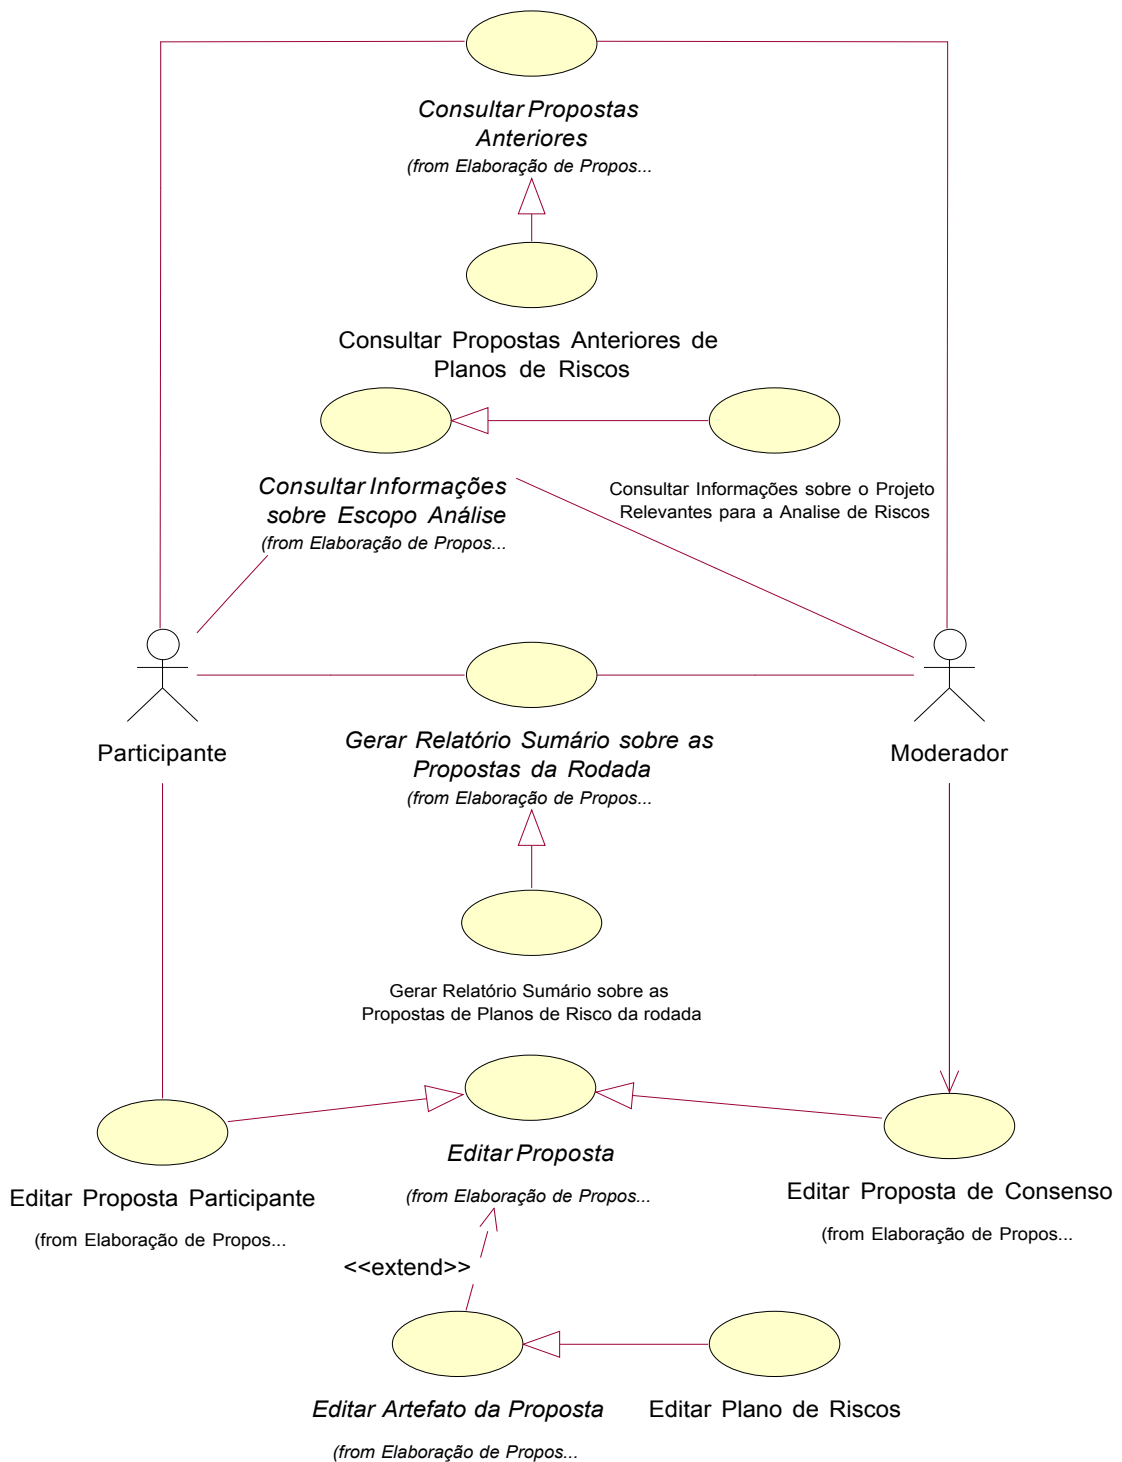 Consultar Propostas
Anteriores
(from Elaboração de Propos...
Consultar Propostas Anteriores de
Planos de Riscos
Consultar Informações
sobre Escopo Análise
(from Elaboração de Propos...
Consultar Informações sobre o Projeto
Relevantes para a Analise de Riscos
Participante
Gerar Relatório Sumário sobre as
Propostas da Rodada
(from Elaboração de Propos...
Moderador
Gerar Relatório Sumário sobre as
Propostas de Planos de Risco da rodada
Editar Proposta Participante
(from Elaboração de Propos...
Editar Proposta
(from Elaboração de Propos...
Editar Proposta de Consenso
(from Elaboração de Propos...
<<extend>>
Editar Artefato da Proposta
(from Elaboração de Propos...
Editar Plano de Riscos